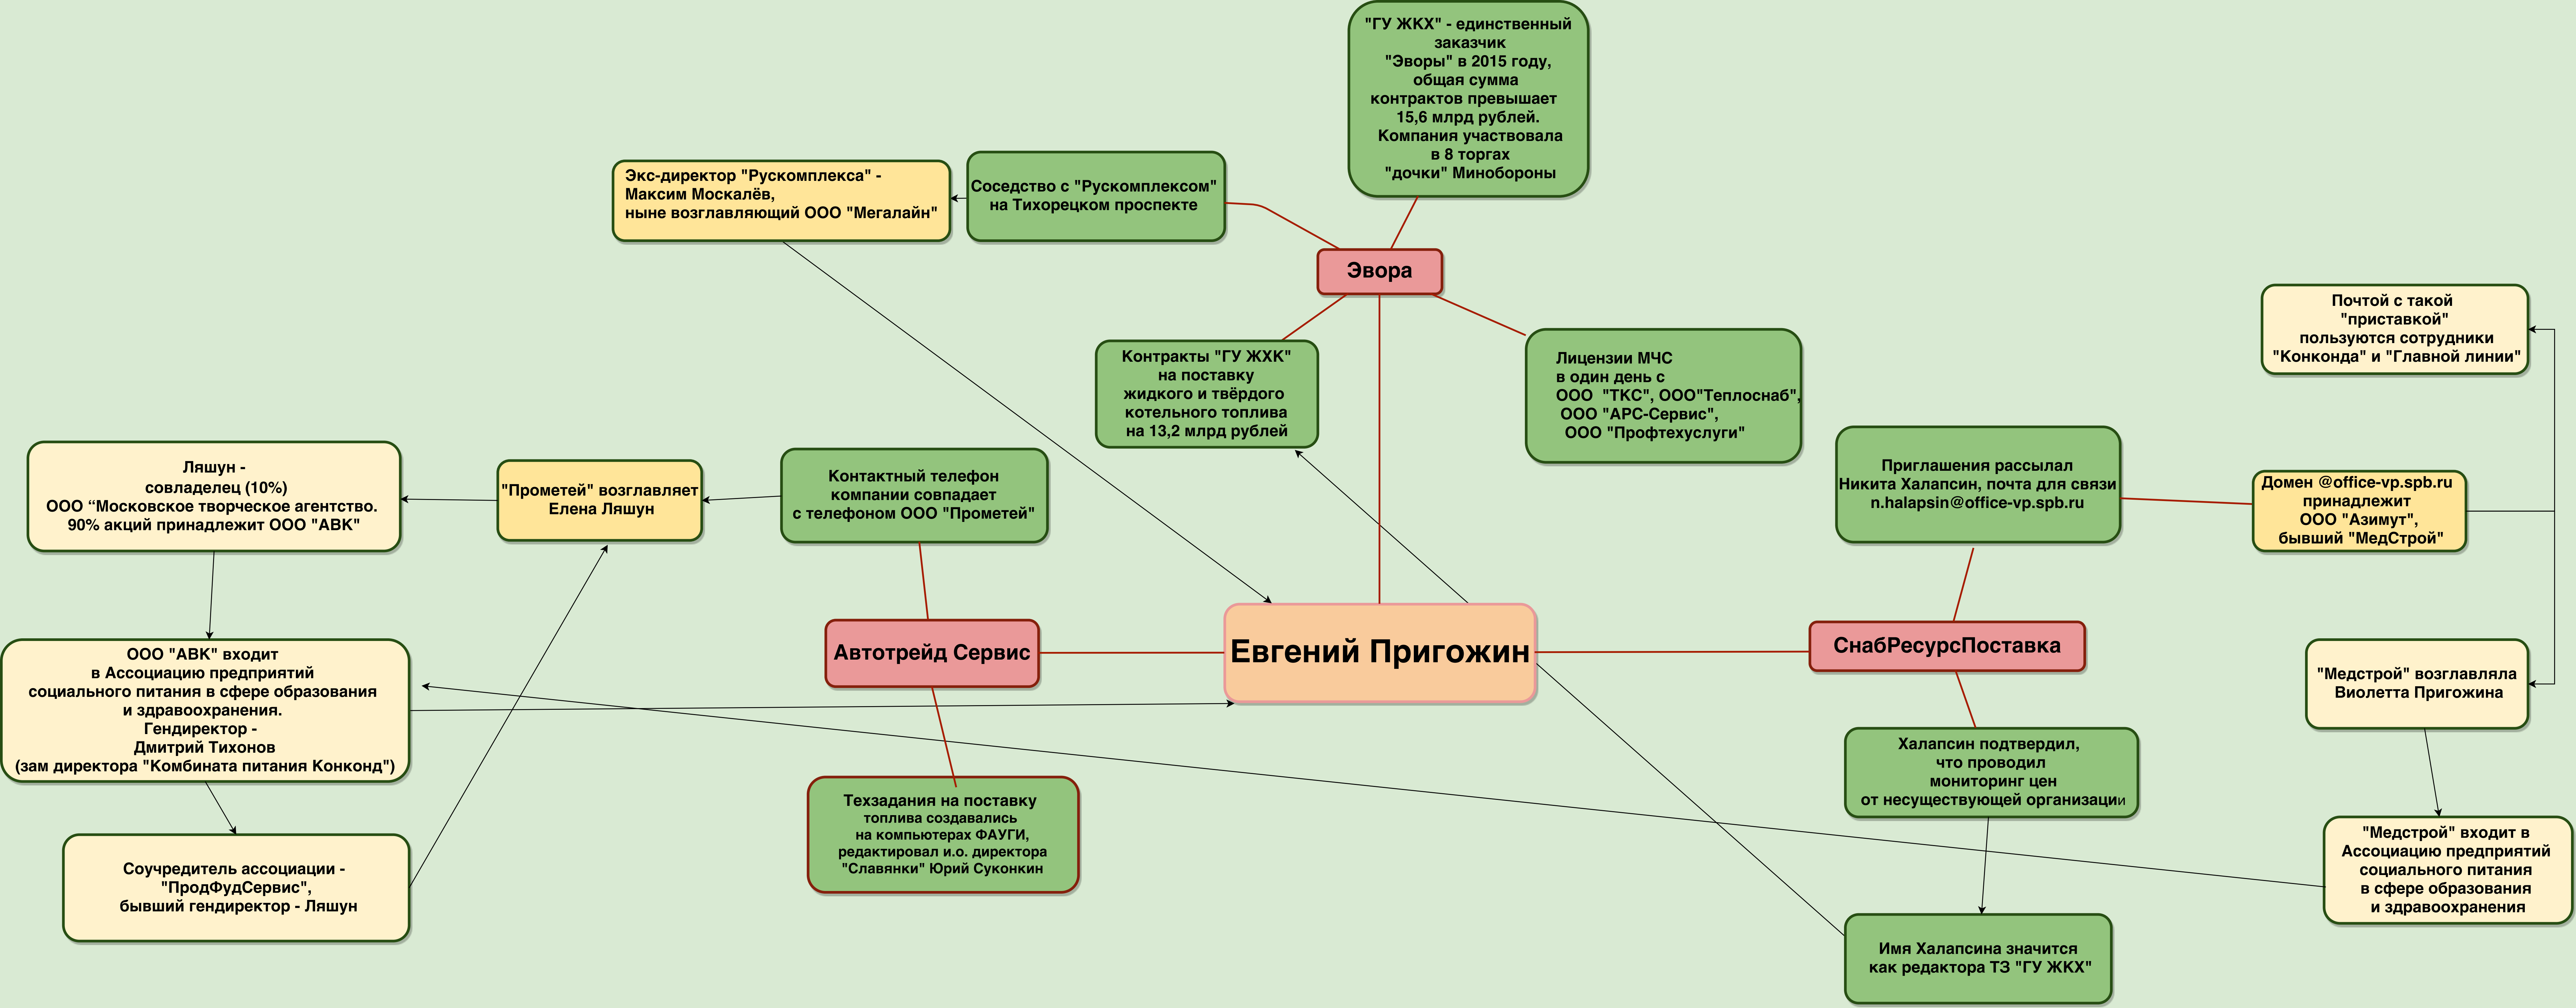 "ГУ ЖКХ" - единственный
заказчик
"Эворы" в 2015 году,
общая сумма
контрактов превышает
15,6 млрд рублей.
Компания участвовала
в 8 торгах
"дочки" Минобороны
Экс-директор "Рускомплекса" -
Максим Москалёв,
ныне возглавляющий ООО "Мегалайн"
Соседство с "Рускомплексом"
на Тихорецком проспекте
Эвора
Почтой с такой
"приставкой"
пользуются сотрудники
"Конконда" и "Главной линии"
Контракты "ГУ ЖХК"
на поставку
жидкого и твёрдого
котельного топлива
на 13,2 млрд рублей
Лицензии МЧС
в один день с
ООО "ТКС", ООО"Теплоснаб",
ООО "АРС-Сервис",
ООО "Профтехуслуги"
Ляшун -
совладелец (10%)
ООО “Московское творческое агентство.
90% акций принадлежит ООО "АВК"
"Прометей" возглавляет
Елена Ляшун
Контактный телефон
компании совпадает
с телефоном ООО "Прометей"
Приглашения рассылал
Никита Халапсин, почта для связи
n.halapsin@office-vp.spb.ru
Домен @office-vp.spb.ru
принадлежит
ООО "Азимут",
бывший "МедСтрой"
Автотрейд Сервис
Евгений Пригожин
СнабРесурсПоставка
"Медстрой" возглавляла
Виолетта Пригожина
ООО "АВК" входит
в Ассоциацию предприятий
социального питания в сфере образования
и здравоохранения.
Гендиректор -
Дмитрий Тихонов
(зам директора "Комбината питания Конконд")
Халапсин подтвердил,
что проводил
мониторинг цен
от несуществующей организации
Техзадания на поставку
топлива создавались
на компьютерах ФАУГИ,
редактировал и.о. директора
"Славянки" Юрий Суконкин
"Медстрой" входит в
Ассоциацию предприятий
социального питания
в сфере образования
и здравоохранения
Соучредитель ассоциации -
"ПродФудСервис",
бывший гендиректор - Ляшун
Имя Халапсина значится
как редактора ТЗ "ГУ ЖКХ"